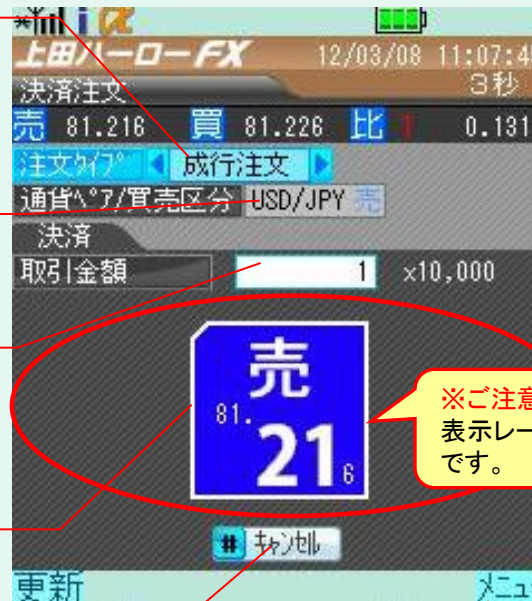 上田ハーローFX 12/03/08 11:07:4
決済注文 3秒
売 81.216 買 81.226 比 0.131
注文タイプ 成行注文
通貨ペア/買売区分 USD/JPY 売
決済
取引金額 1 x10,000
売
81.216
※ご注意
表示レー
です。
# キャンセル
更新 メニュ